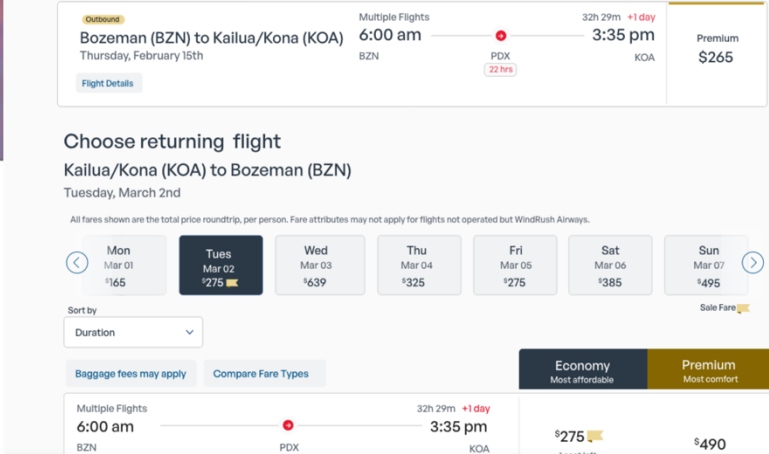 Outbound
Bozeman (BZN) to Kailua/Kona (KOA)
Thursday, February 15th
Flight Details
Multiple Flights
32h 29m +1 day
6:00 am
3:35 pm
BZN
PDX
KOA
22 hrs
Premium
$265
Choose returning flight
Kailua/Kona (KOA) to Bozeman (BZN)
Tuesday, March 2nd
All fares shown are the total price roundtrip, per person. Fare attributes may not apply for flights not operated but WindRush Airways.
Mon
Mar 01
$165
Tues
Mar 02
$275
Wed
Mar 03
$639
Thu
Mar 04
$325
Fri
Mar 05
$275
Sat
Mar 06
$385
Sun
Mar 07
$495
Sale Fare
Sort by
Duration
Baggage fees may apply
Compare Fare Types
Economy
Most affordable
Premium
Most comfort
Multiple Flights
32h 29m +1 day
6:00 am
3:35 pm
BZN
PDX
KOA
$275
$490